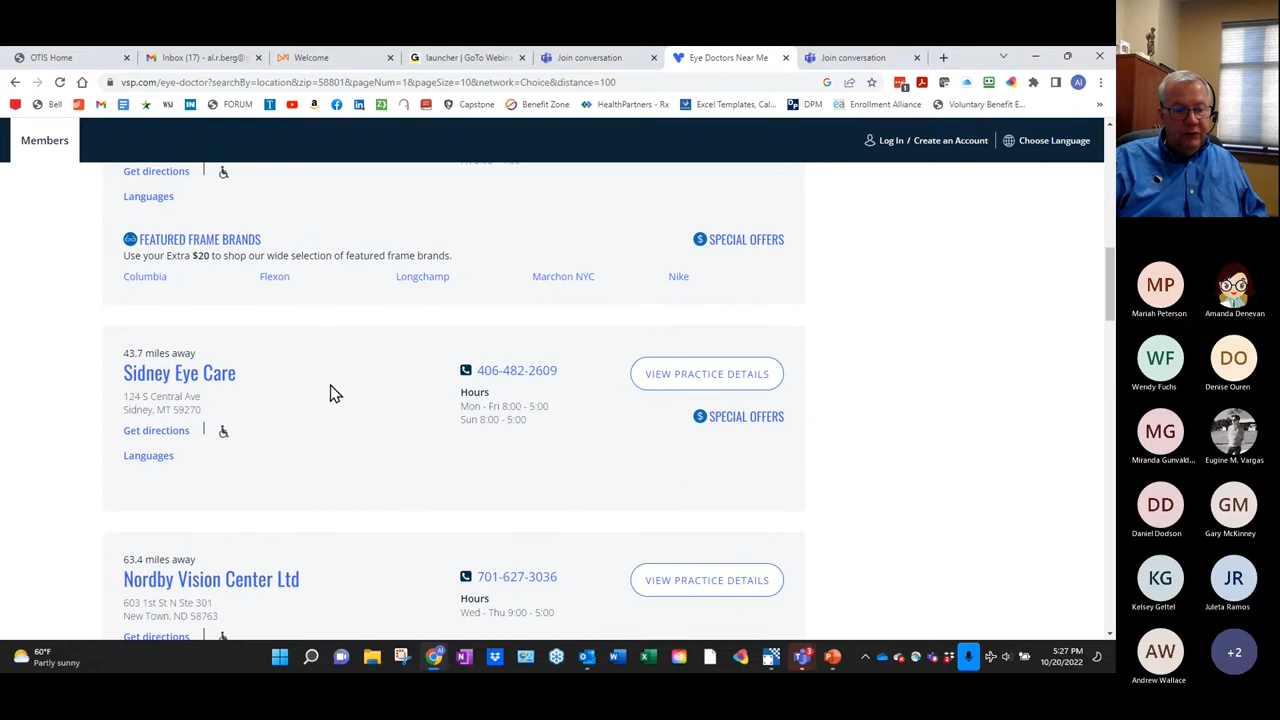 OTIS Home
Inbox (17) - al.r.berg@g
Welcome
launcher | GoTo Webina
Join conversation
Eye Doctors Near Me
Join conversation
vsp.com/eye-doctor?searchBy=location&zip=58801&pageNum=1&pageSize=10&network=Choice&distance=100
Bell
FORUM
Capstone
Benefit Zone
HealthPartners - Rx
Excel Templates, Cal...
DPM
Enrollment Alliance
Voluntary Benefit E...
Members
Log In / Create an Account
Choose Language
Get directions
Languages
FEATURED FRAME BRANDS
SPECIAL OFFERS
Use your Extra $20 to shop our wide selection of featured frame brands.
Columbia
Flexon
Longchamp
Marchon NYC
Nike
43.7 miles away
Sidney Eye Care
124 S Central Ave
Sidney, MT 59270
Get directions
Languages
406-482-2609
Hours
Mon - Fri 8:00 - 5:00
Sun 8:00 - 5:00
VIEW PRACTICE DETAILS
SPECIAL OFFERS
63.4 miles away
Nordby Vision Center Ltd
603 1st St N Ste 301
New Town, ND 58763
Get directions
701-627-3036
Hours
Wed - Thu 9:00 - 5:00
VIEW PRACTICE DETAILS
60°F
Partly sunny
5:27 PM
10/20/2022
MP
Mariah Peterson
Amanda Denevan
WF
Wendy Fuchs
DO
Denise Ouren
MG
Miranda Gunvald...
Eugine M. Vargas
DD
Daniel Dodson
GM
Gary McKinney
KG
Kelsey Geltel
JR
Juleta Ramos
AW
Andrew Wallace
+2